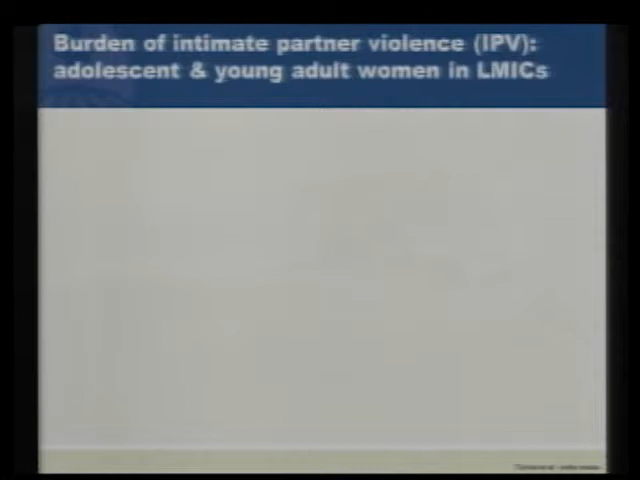 Burden of intimate partner violence (IPV):
adolescent & young adult women in LMICs